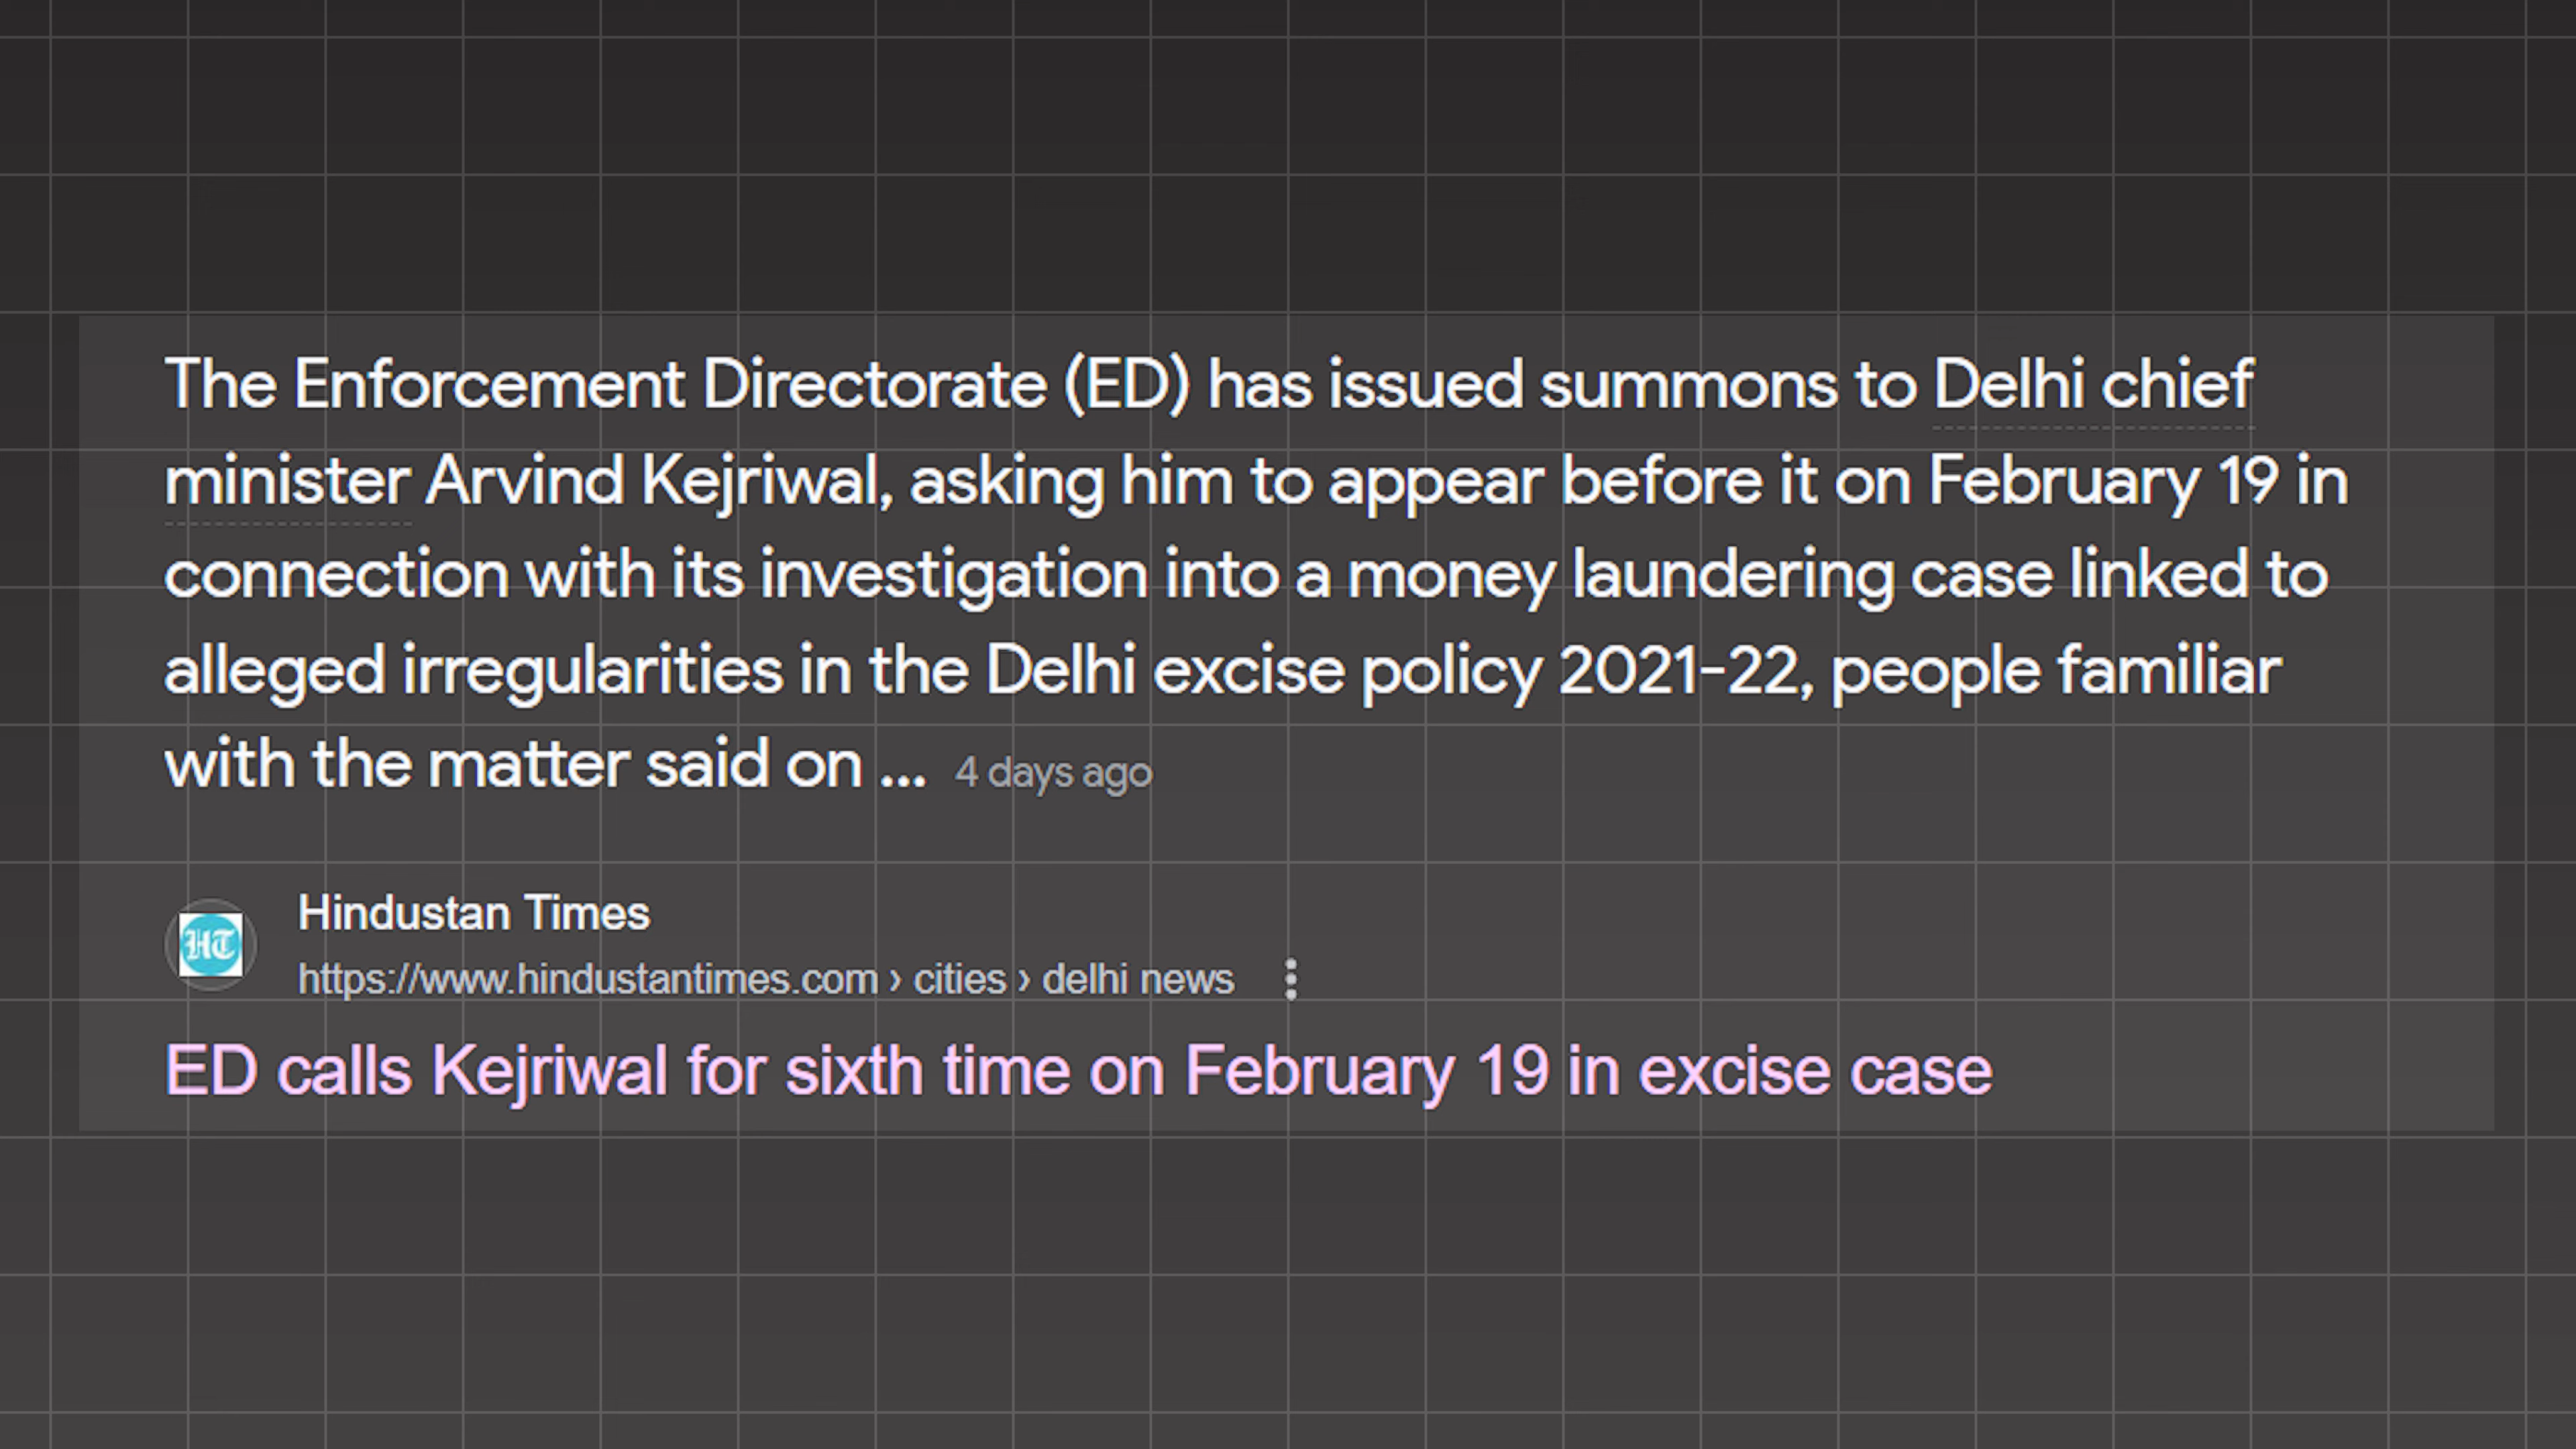 The Enforcement Directorate (ED) has issued summons to Delhi chief
minister Arvind Kejriwal, asking him to appear before it on February 19 in
connection with its investigation into a money laundering case linked to
alleged irregularities in the Delhi excise policy 2021-22, people familiar
with the matter said on ... 4 days ago
HT
Hindustan Times
https://www.hindustantimes.com › cities › delhi news
ED calls Kejriwal for sixth time on February 19 in excise case